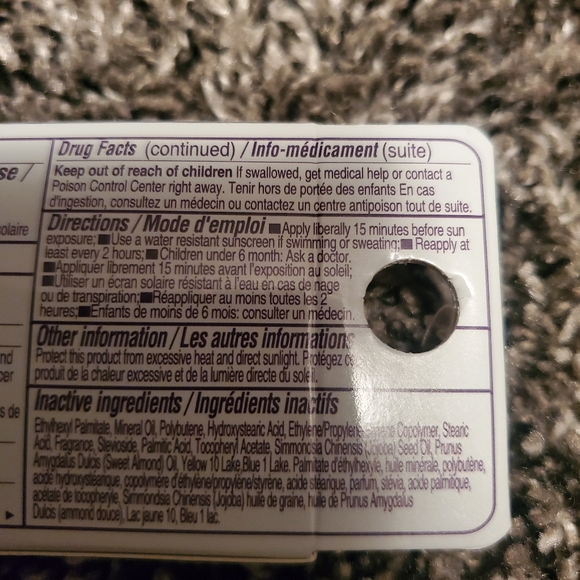 Drug Facts (continued) / Info-médicament (suite)
se /
Keep out of reach of children If swallowed, get medical help or contact a
Poison Control Center right away. Tenir hors de portée des enfants En cas
d'ingestion, consultez un médecin ou contactez un centre antipoison tout de suite.
solaire
Directions / Mode d'emploi ■Apply liberally 15 minutes before sun
exposure;■Use a water resistant sunscreen if swimming or sweating;■ Reapply at
least every 2 hours;■ Children under 6 month: Ask a doctor.
■Appliquer librement 15 minutes avant l'exposition au soleil;
■Utiliser un écran solaire résistant à l'eau en cas de nage
ou de transpiration;■Réappliquer au moins toutes les 2
heures;■Enfants de moins de 6 mois: consulter un médecin.
Other information / Les autres informations
Protect this product from excessive heat and direct sunlight. Protégez ce
produit de la chaleur excessive et de la lumière directe du soleil.
nd
cer
s de
Inactive ingredients / Ingrédients inactifs
Ethylhexyl Palmitate, Mineral Oil, Polybutene, Hydroxystearic Acid, Ethylene/Propylene/Styrene Copolymer, Stearic
Acid, Fragrance, Stevioside, Palmitic Acid, Tocopheryl Acetate, Simmondsia Chinensis (Jojoba) Seed Oil, Prunus
Amygdalus Dulcis (Sweet Almond) Oil, Yellow 10 Lake, Blue 1 Lake. Palmitate d'éthylhexyle, huile minérale, polybutène,
acide hydroxystéarique, copolymère d'éthylène/propylène/styrène, acide stéarique, parfum, stévia, acide palmitique,
acétate de tocopheryle, Simmondsia Chinensis (Jojoba) huile de graine, huile de Prunus Amygdalus
Dulcis (ammond douce), Lac jaune 10, Bleu 1 lac.